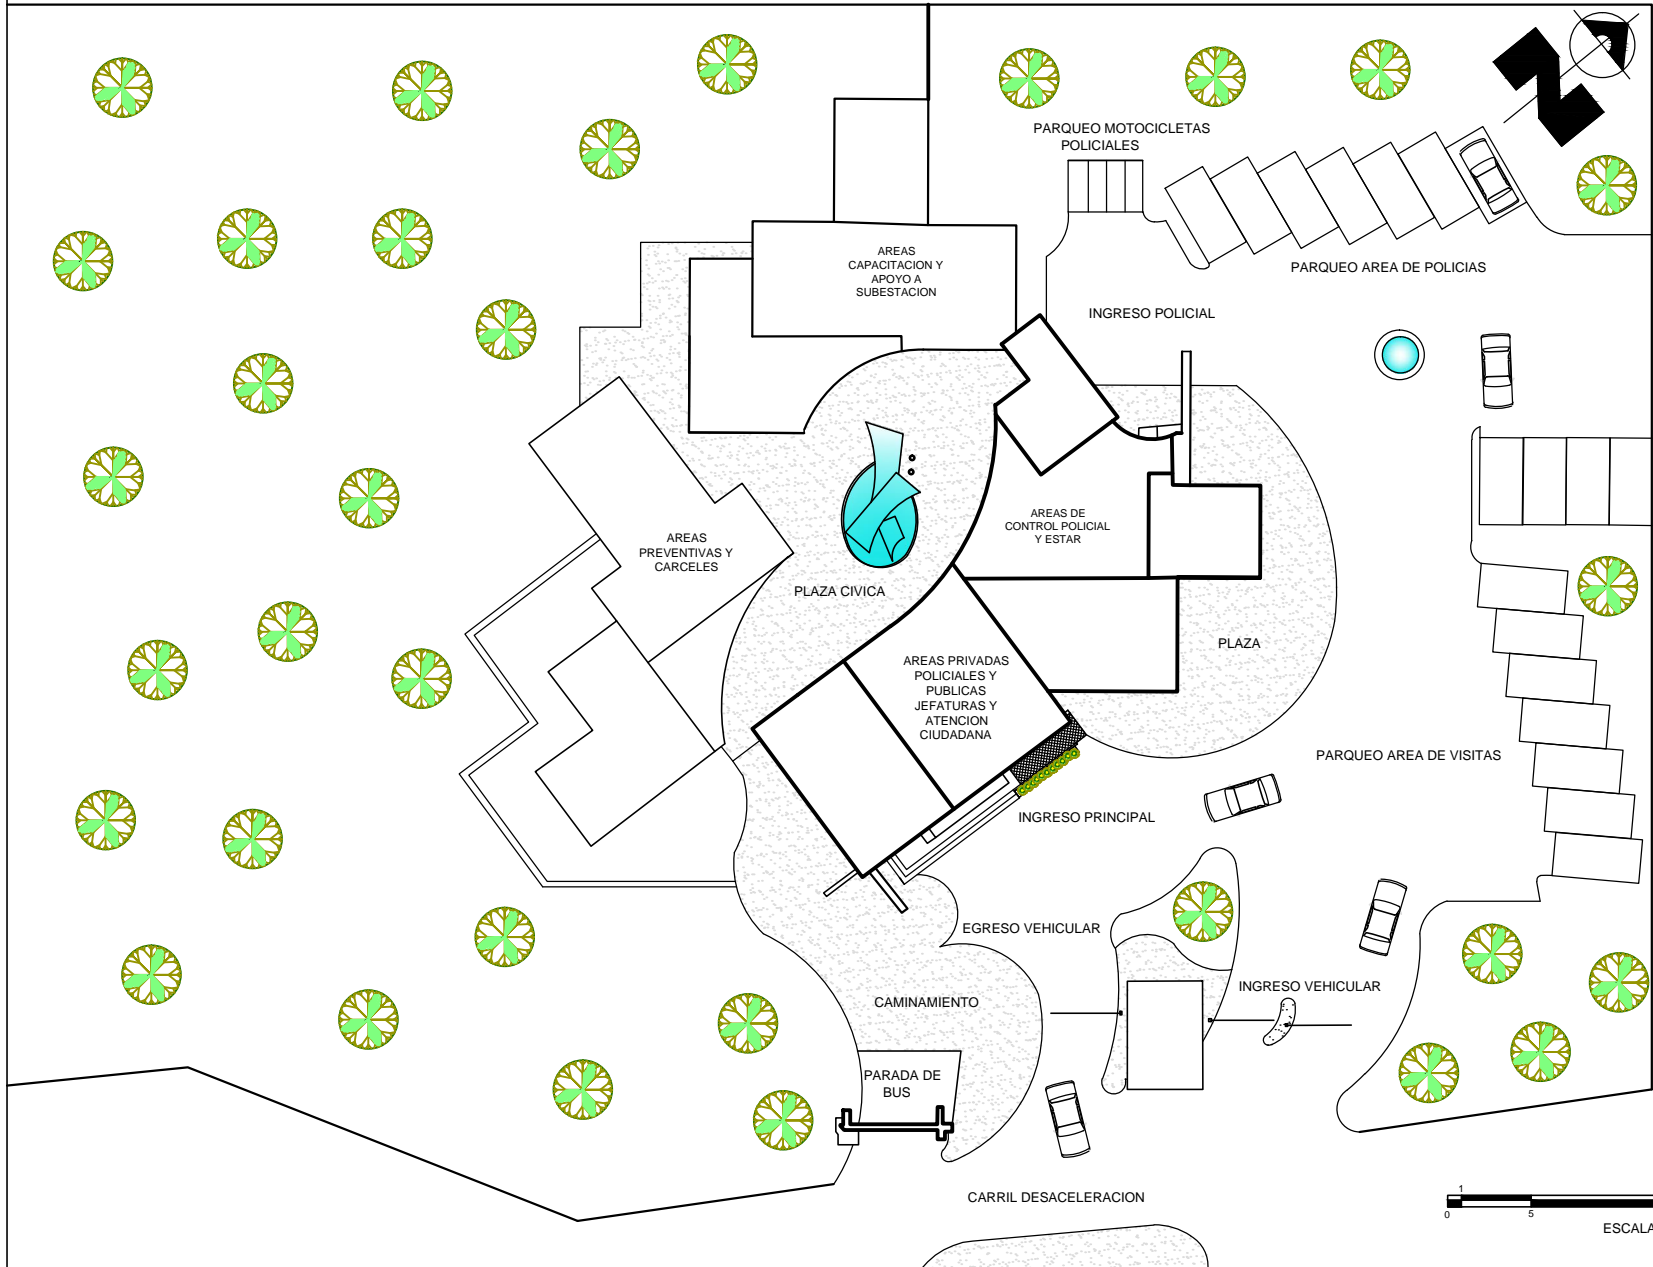 N
PARQUEO MOTOCICLETAS
POLICIALES
PARQUEO AREA DE POLICIAS
AREAS
CAPACITACION Y
APOYO A
SUBESTACION
INGRESO POLICIAL
AREAS DE
CONTROL POLICIAL
Y ESTAR
AREAS
PREVENTIVAS Y
CARCELES
PLAZA CIVICA
PLAZA
AREAS PRIVADAS
POLICIALES Y
PUBLICAS
JEFATURAS Y
ATENCION
CIUDADANA
PARQUEO AREA DE VISITAS
INGRESO PRINCIPAL
EGRESO VEHICULAR
INGRESO VEHICULAR
CAMINAMIENTO
PARADA DE
BUS
CARRIL DESACELERACION
1
0 5
ESCALA